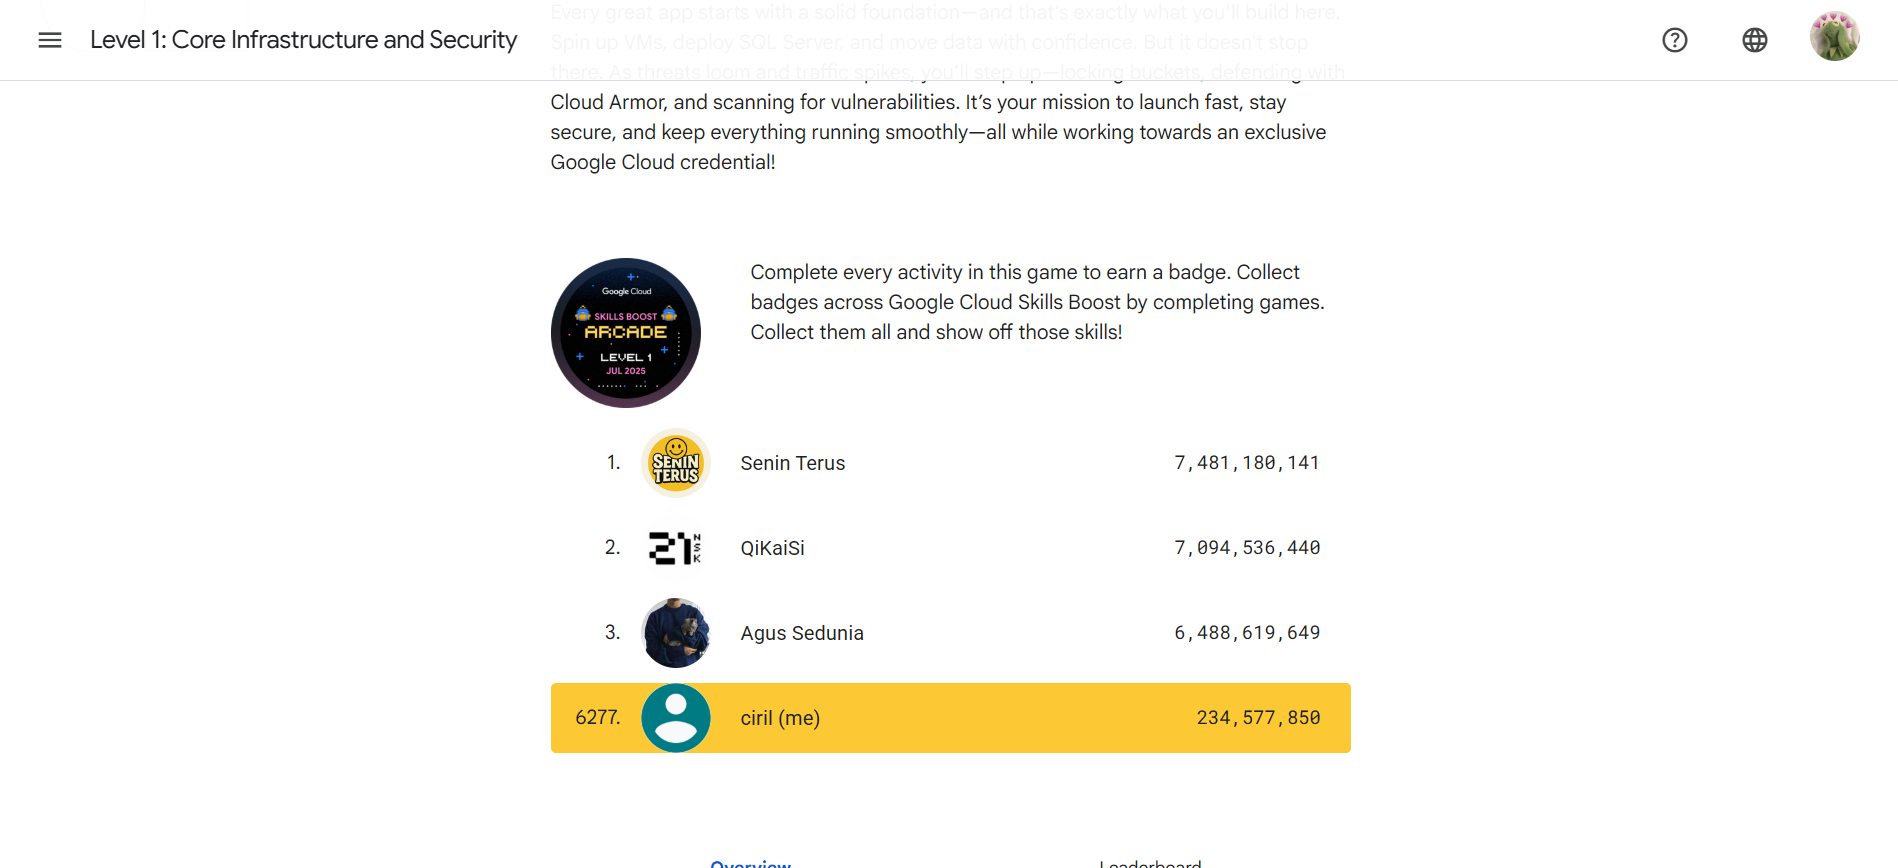 Level 1: Core Infrastructure and Security
Every great app starts with a solid foundation—and that's exactly what you'll build here.
Spin up VMs, deploy SQL Server, and move data with confidence. But it doesn't stop
there. As threats loom and traffic spikes, you'll step up—locking buckets, defending with
Cloud Armor, and scanning for vulnerabilities. It's your mission to launch fast, stay
secure, and keep everything running smoothly—all while working towards an exclusive
Google Cloud credential!
Google Cloud
SKILLS BOOST
ARCADE
LEVEL 1
JUL 2025
Complete every activity in this game to earn a badge. Collect
badges across Google Cloud Skills Boost by completing games.
Collect them all and show off those skills!
1. SENIN TERUS Senin Terus 7,481,180,141
2. 21 NSK QiKaiSi 7,094,536,440
3. Agus Sedunia 6,488,619,649
6277. ciril (me) 234,577,850
Overview Leaderboard